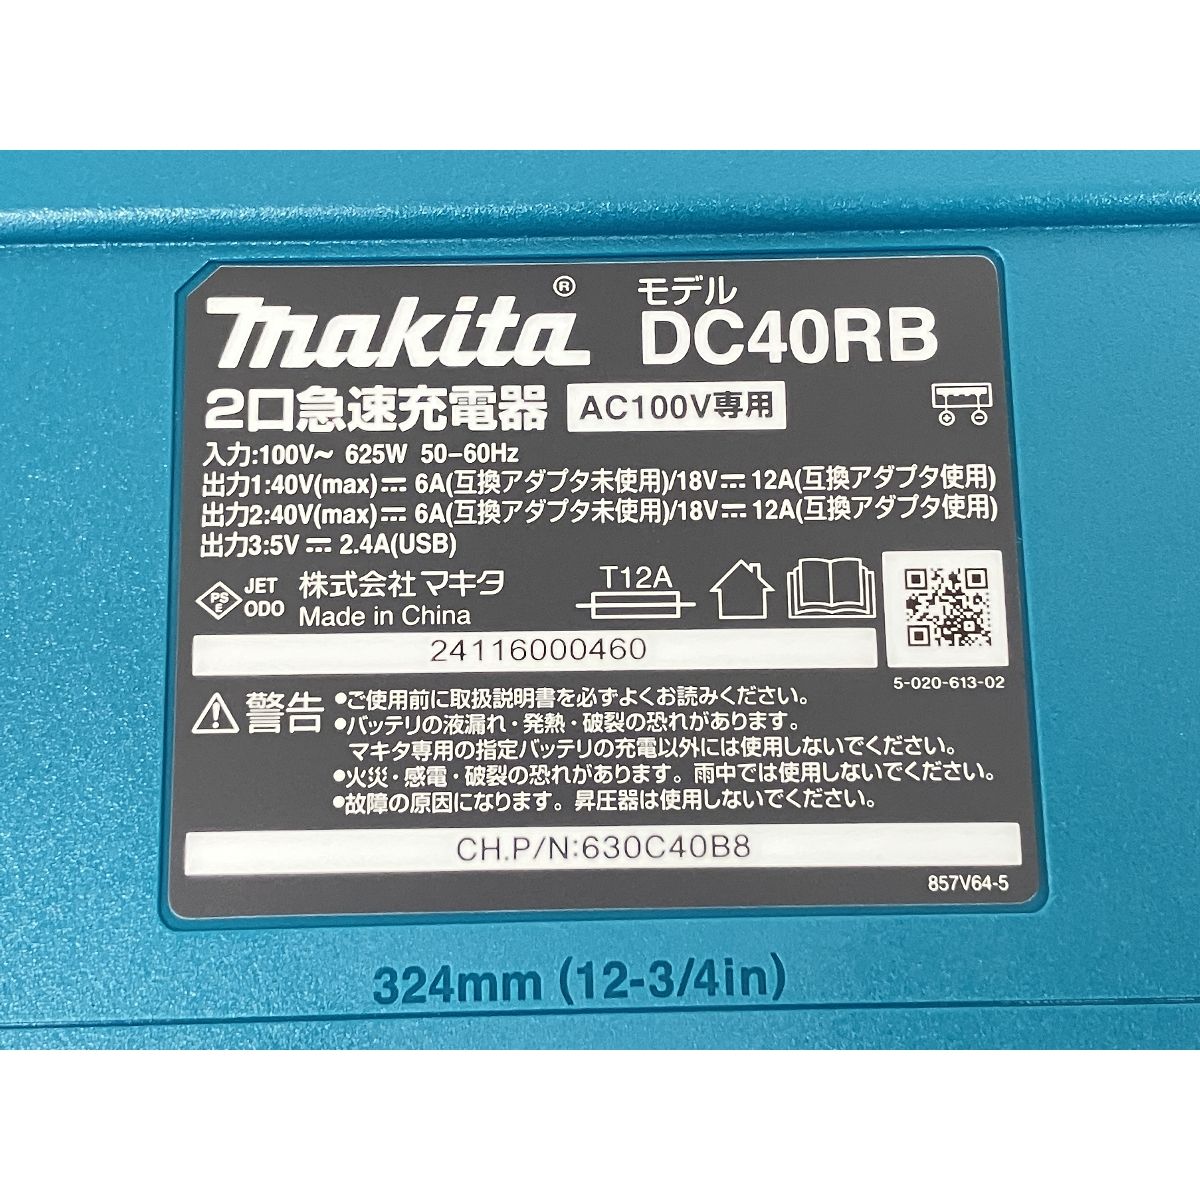 makita®
モデル
DC40RB
2口急速充電器 AC100V専用
入力:100V～ 625W 50–60Hz
出力1:40V(max)⎓ 6A(互換アダプタ未使用)/18V⎓ 12A(互換アダプタ使用)
出力2:40V(max)⎓ 6A(互換アダプタ未使用)/18V⎓ 12A(互換アダプタ使用)
出力3:5V⎓ 2.4A(USB)
PSE JET ODO
株式会社マキタ
Made in China
T12A
24116000460
5-020-613-02
警告
•ご使用前に取扱説明書を必ずよくお読みください。
•バッテリの液漏れ・発熱・破裂の恐れがあります。
マキタ専用の指定バッテリの充電以外には使用しないでください。
•火災・感電・破裂の恐れがあります。雨中では使用しないでください。
•故障の原因になります。昇圧器は使用しないでください。
CH.P/N:630C40B8
857V64-5
324mm (12-3/4in)